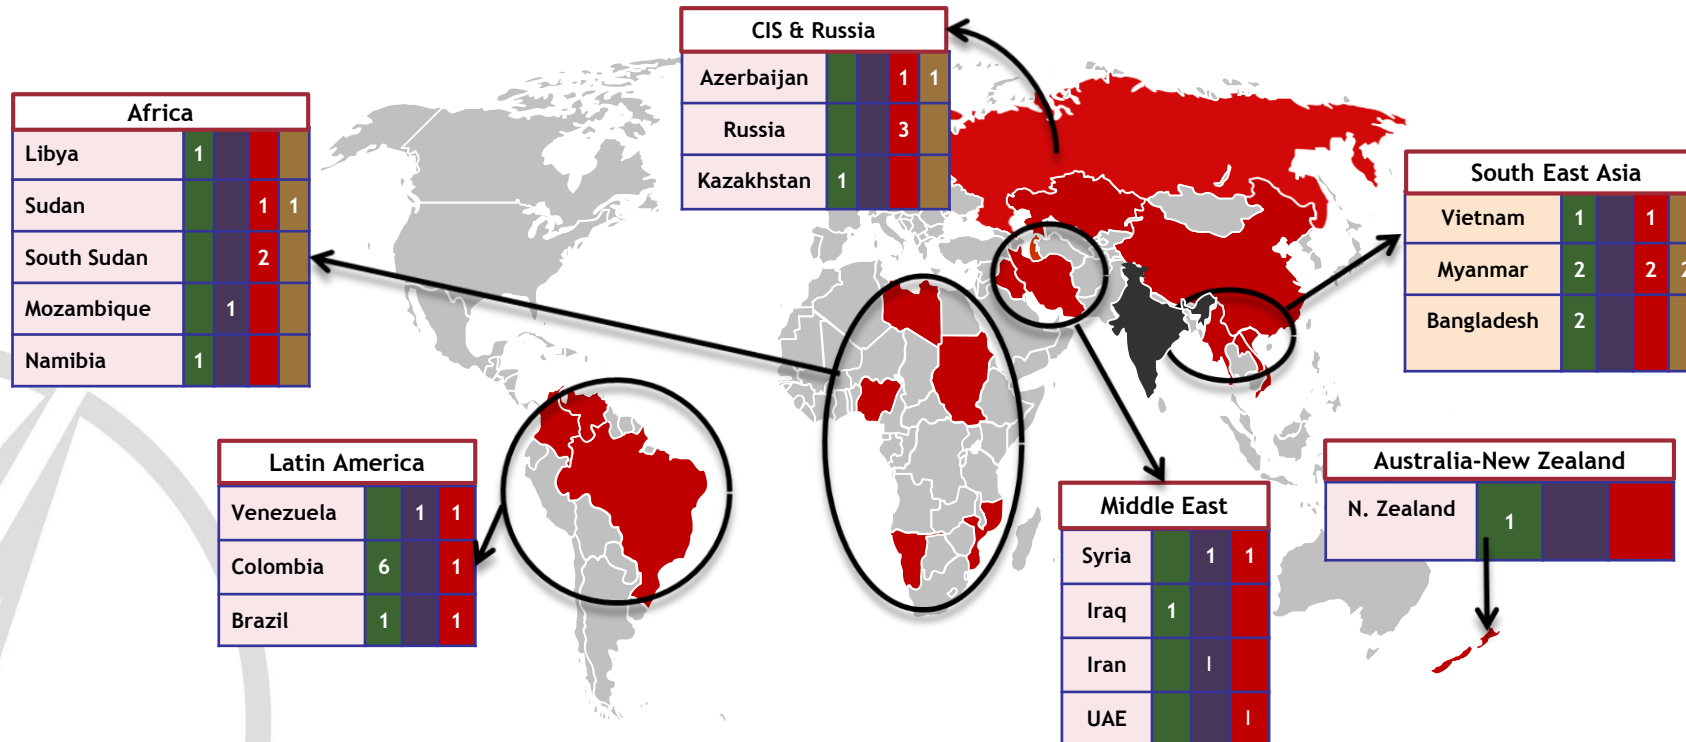 CIS & Russia
Azerbaijan 1 1
Russia 3
Kazakhstan 1
Africa
Libya 1
Sudan 1 1
South Sudan 2
Mozambique 1
Namibia 1
South East Asia
Vietnam 1 1
Myanmar 2 2 2
Bangladesh 2
Latin America
Venezuela 1 1
Colombia 6 1
Brazil 1 1
Middle East
Syria 1 1
Iraq 1
Iran I
UAE I
Australia-New Zealand
N. Zealand 1